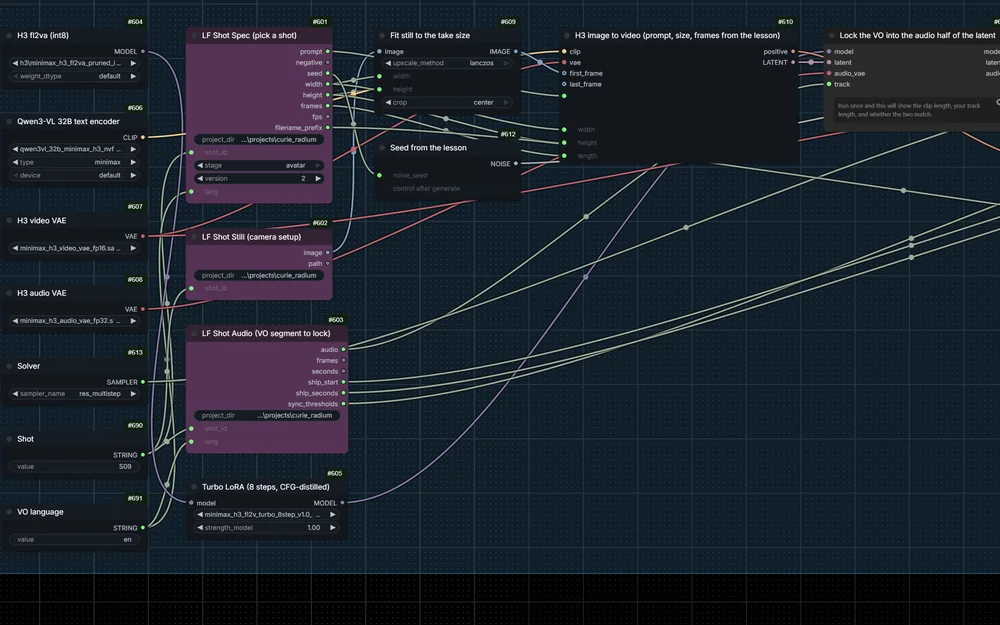 #604
H3 fl2va (int8)
MODEL
h3\minimax_h3_fl2va_pruned_i...
weight_dtype default
#606
Qwen3-VL 32B text encoder
CLIP
qwen3vl_32b_minimax_h3_nvf ...
type minimax
device default
#607
H3 video VAE
VAE
minimax_h3_video_vae_fp16.sa ...
#608
H3 audio VAE
VAE
minimax_h3_audio_vae_fp32.s ...
#613
Solver
SAMPLER
sampler_name res_multistep
#690
Shot
STRING
value S09
#691
VO language
STRING
value en
#601
LF Shot Spec (pick a shot)
prompt
negative
seed
width
height
frames
fps
filename_prefix
project_dir ...\projects\curie_radium
shot_id
stage avatar
version 2
lang
#602
LF Shot Still (camera setup)
image
path
project_dir ...\projects\curie_radium
shot_id
#603
LF Shot Audio (VO segment to lock)
audio
frames
seconds
ship_start
ship_seconds
sync_thresholds
project_dir ...\projects\curie_radium
shot_id
lang
#605
Turbo LoRA (8 steps, CFG-distilled)
model MODEL
minimax_h3_fl2v_turbo_8step_v1.0_ ...
strength_model 1.00
#609
Fit still to the take size
image IMAGE
upscale_method lanczos
width
height
crop center
#612
Seed from the lesson
NOISE
noise_seed
control after generate
#610
H3 image to video (prompt, size, frames from the lesson)
clip positive
vae LATENT
first_frame
last_frame
width
height
length
Lock the VO into the audio half of the latent
model mode
vae laten
audio_vae audi
track
Run once and this will show the clip length, your track
length, and whether the two match.